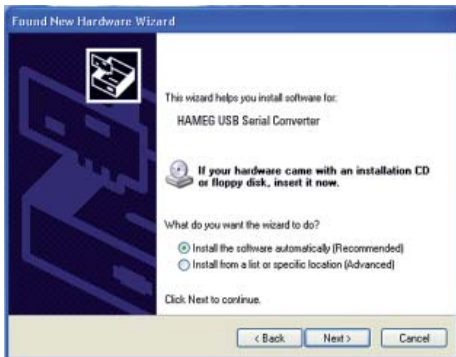 Found New Hardware Wizard
This wizard helps you install software for:
HAMEG USB Serial Converter
If your hardware came with an installation CD
or floppy disk, insert it now.
What do you want the wizard to do?
Install the software automatically (Recommended)
Install from a list or specific location (Advanced)
Click Next to continue.
< Back Next > Cancel